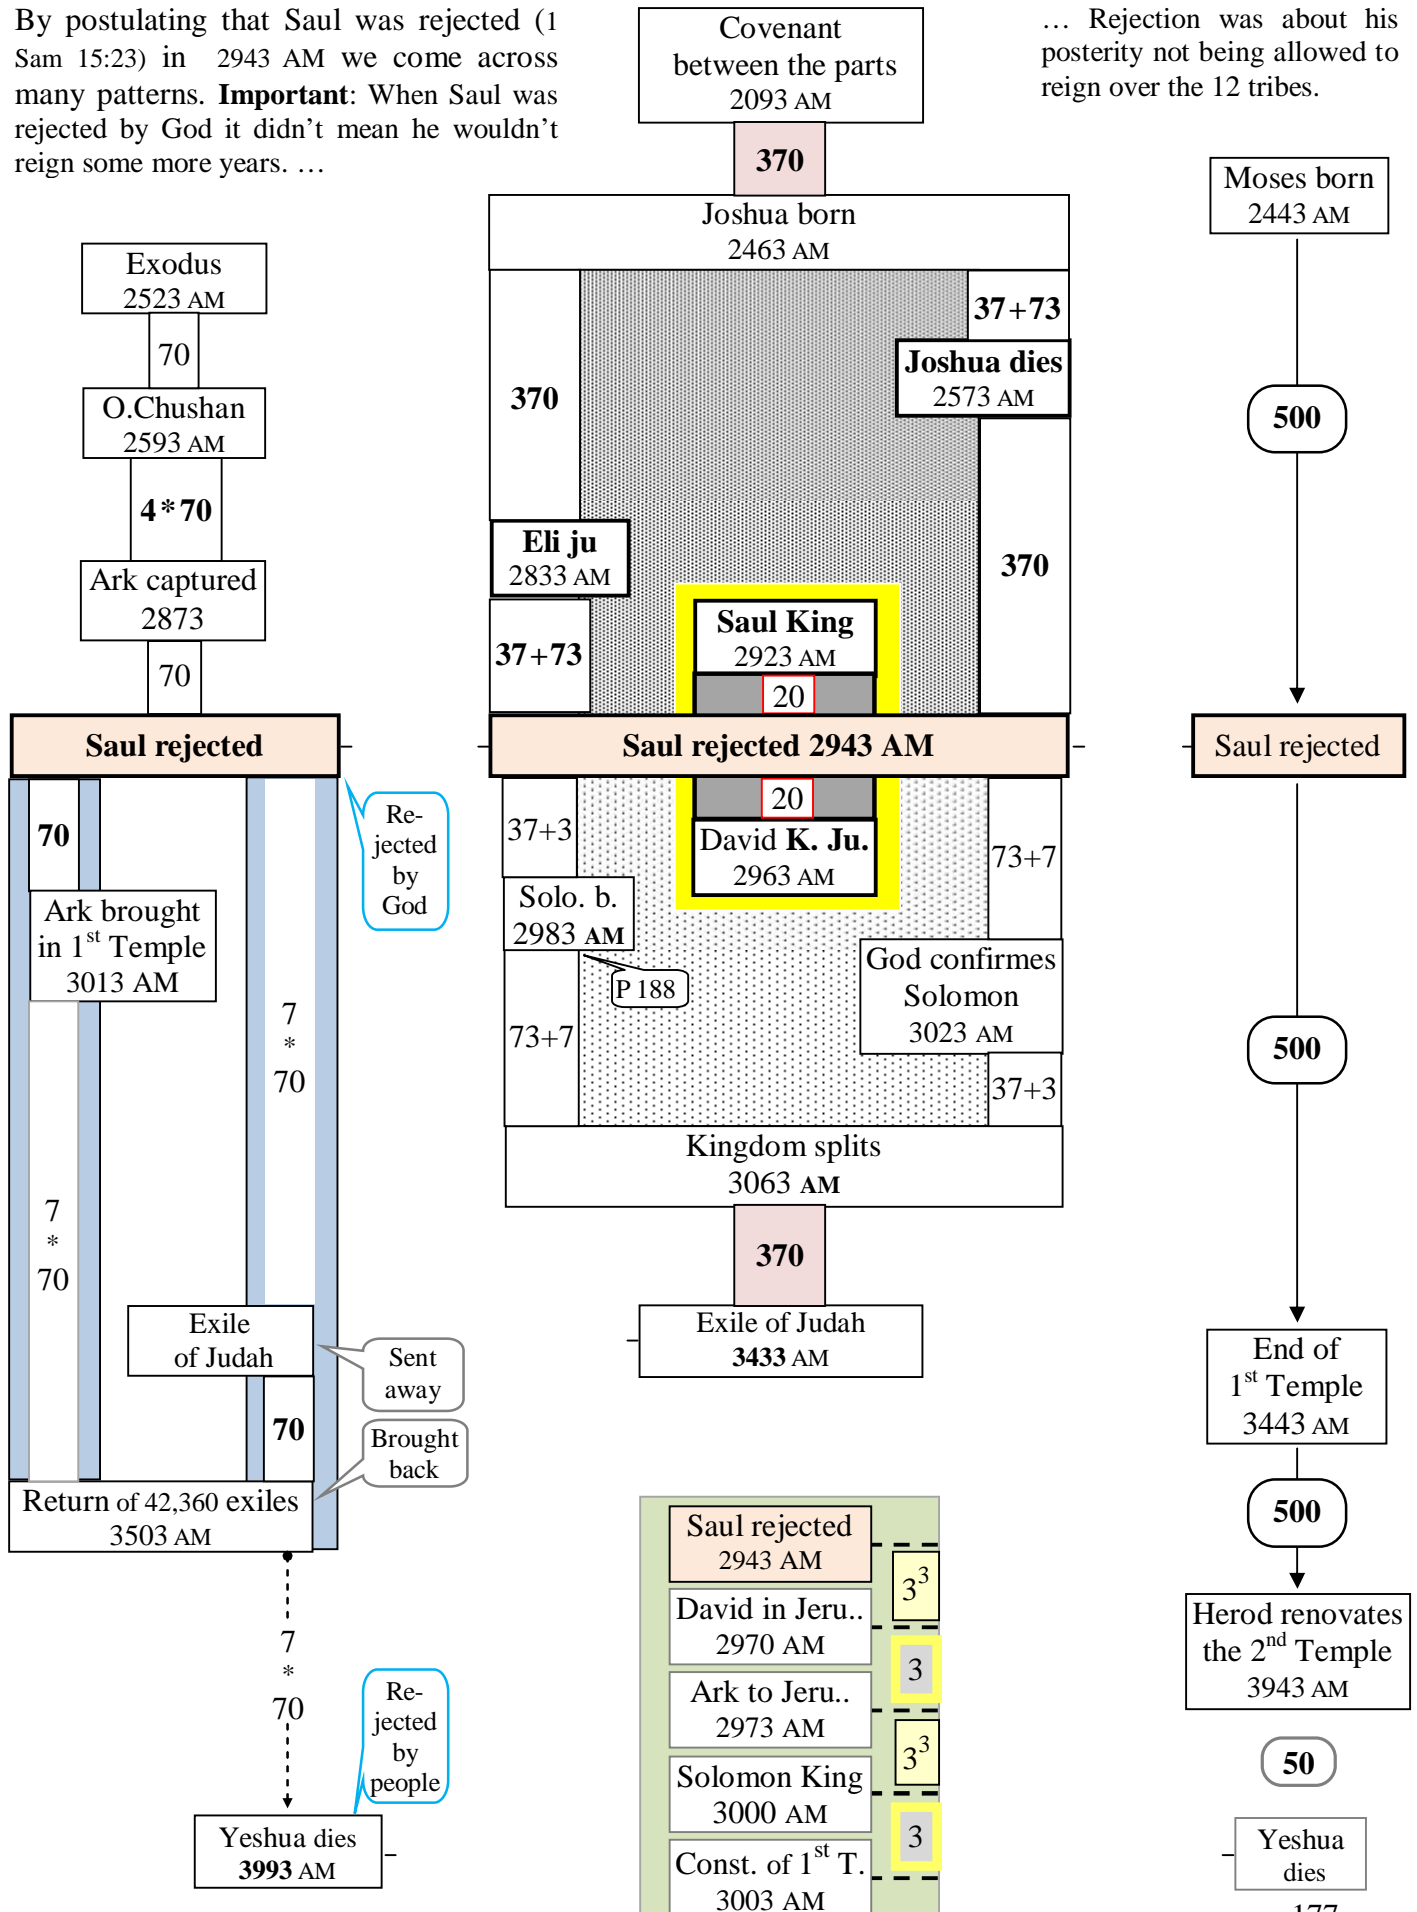 By postulating that Saul was rejected (1
Sam 15:23) in 2943 AM we come across
many patterns. Important: When Saul was
rejected by God it didn't mean he wouldn't
reign some more years. …
… Rejection was about his
posterity not being allowed to
reign over the 12 tribes.
Exodus
2523 AM
70
O.Chushan
2593 AM
4*70
Ark captured
2873
70
Saul rejected
Re-
jected
by
God
70
Ark brought
in 1st Temple
3013 AM
7
*
70
7
*
70
Exile
of Judah
Sent
away
70
Brought
back
Return of 42,360 exiles
3503 AM
7
*
70
Re-
jected
by
people
Yeshua dies
3993 AM
Covenant
between the parts
2093 AM
370
Joshua born
2463 AM
370
37+73
Joshua dies
2573 AM
Eli ju
2833 AM
370
37+73
Saul King
2923 AM
20
Saul rejected 2943 AM
20
David K. Ju.
2963 AM
37+3
73+7
Solo. b.
2983 AM
P 188
God confirmes
Solomon
3023 AM
73+7
37+3
Kingdom splits
3063 AM
370
Exile of Judah
3433 AM
Saul rejected
2943 AM
3³
David in Jeru..
2970 AM
3
Ark to Jeru..
2973 AM
3³
Solomon King
3000 AM
3
Const. of 1st T.
3003 AM
Moses born
2443 AM
500
Saul rejected
500
End of
1st Temple
3443 AM
500
Herod renovates
the 2nd Temple
3943 AM
50
Yeshua
dies
177